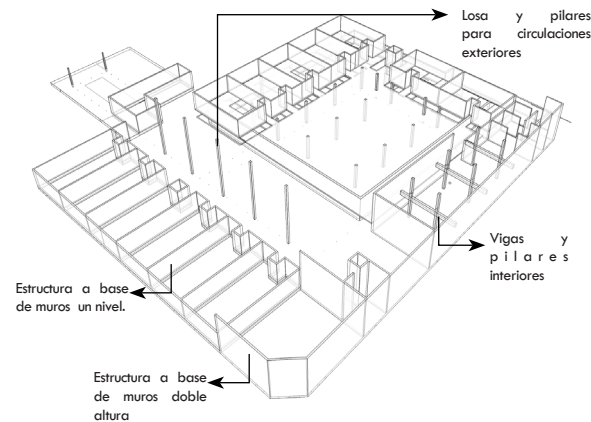 Losa y pilares
para circulaciones
exteriores
Vigas y
pilares
interiores
Estructura a base
de muros un nivel.
Estructura a base
de muros doble
altura